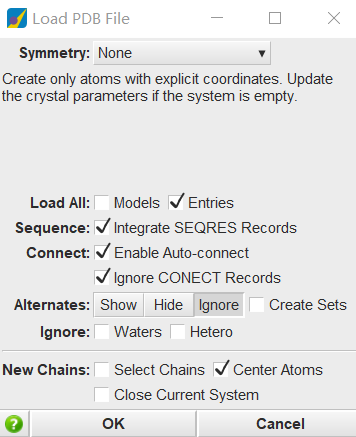 Load PDB File
Symmetry: None
Create only atoms with explicit coordinates. Update
the crystal parameters if the system is empty.
Load All: Models Entries
Sequence: Integrate SEQRES Records
Connect: Enable Auto-connect
Ignore CONECT Records
Alternates: Show Hide Ignore Create Sets
Ignore: Waters Hetero
New Chains: Select Chains Center Atoms
Close Current System
? OK Cancel